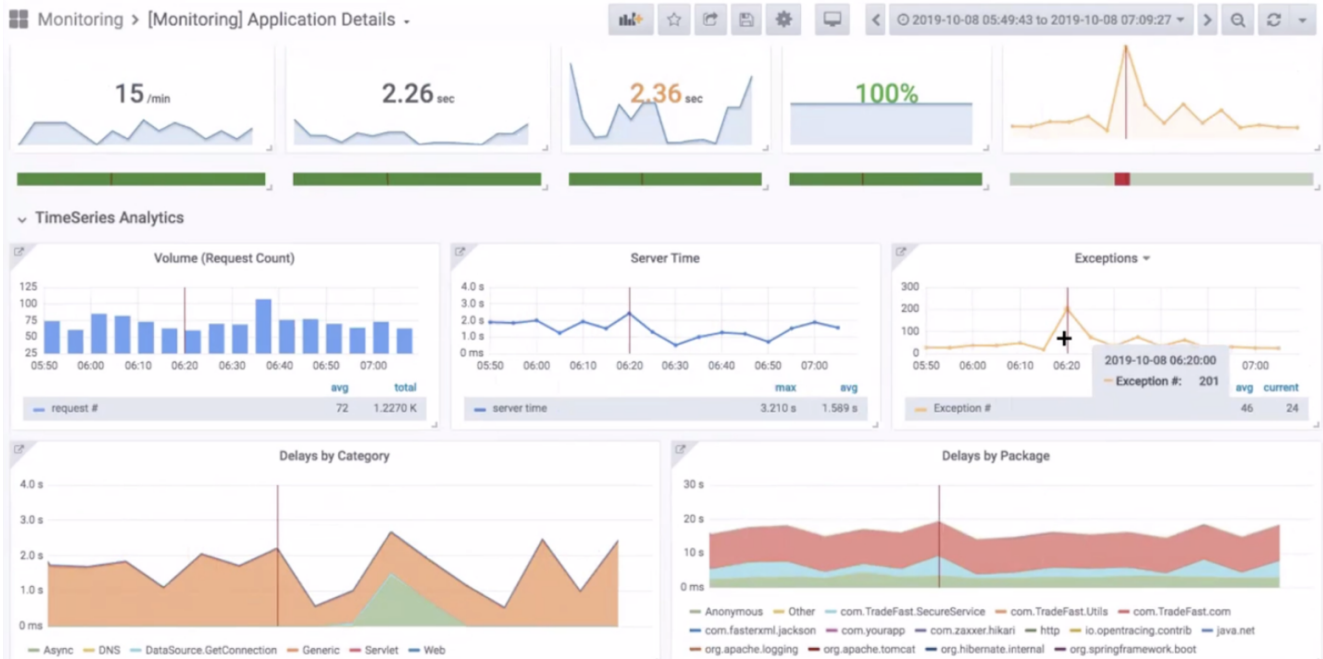 Monitoring > [Monitoring] Application Details
2019-10-08 05:49:43 to 2019-10-08 07:09:27
15 /min
2.26 sec
2.36 sec
100%
TimeSeries Analytics
Volume (Request Count)
125
100
75
50
25
05:50 06:00 06:10 06:20 06:30 06:40 06:50 07:00
avg total
request # 72 1.2270 K
Server Time
4.0 s
3.0 s
2.0 s
1.0 s
0 ms
05:50 06:00 06:10 06:20 06:30 06:40 06:50 07:00
max avg
server time 3.210 s 1.589 s
Exceptions
300
200
100
0
05:50 06:00 06:10 06:20 07:00
2019-10-08 06:20:00
Exception #: 201
avg current
Exception # 46 24
Delays by Category
4.0 s
3.0 s
2.0 s
1.0 s
0 ms
Async DNS DataSource.GetConnection Generic Servlet Web
Delays by Package
30 s
20 s
10 s
0 ms
Anonymous Other com.TradeFast.SecureService com.TradeFast.Utils com.TradeFast.com
com.fasterxml.jackson com.yourapp com.zaxxer.hikari http io.opentracing.contrib java.net
org.apache.logging org.apache.tomcat org.hibernate.internal org.springframework.boot